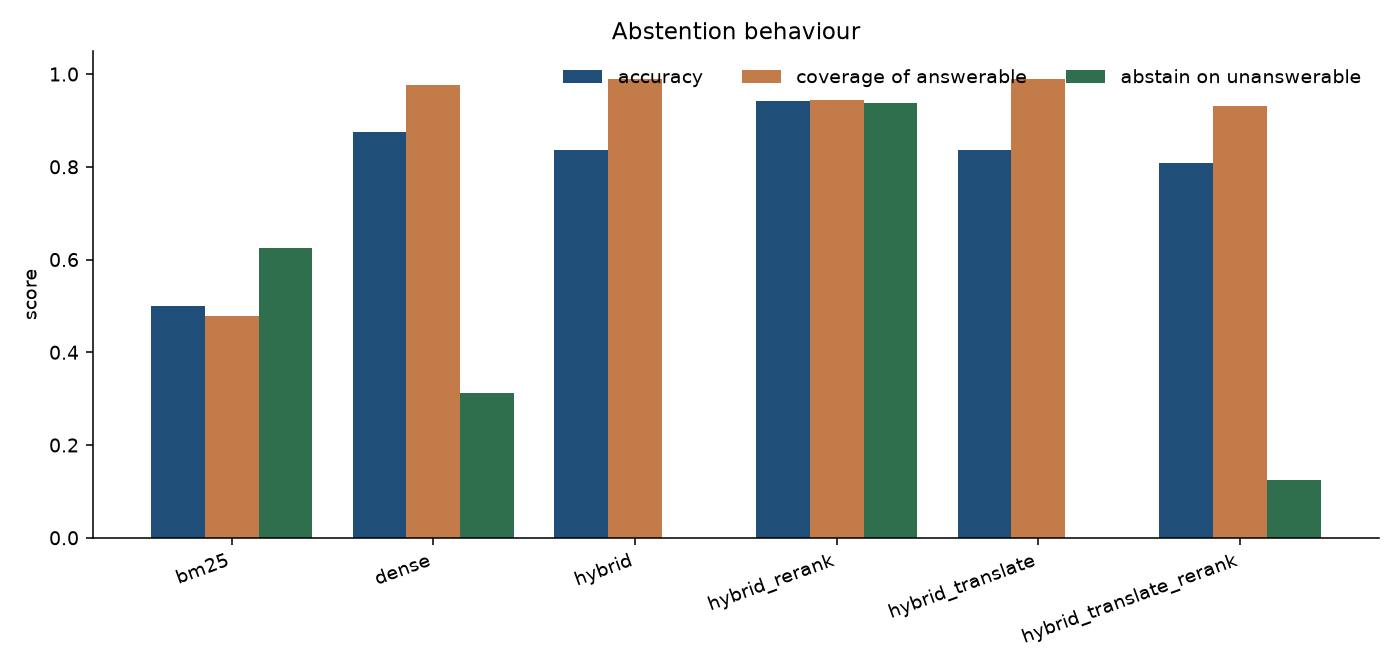 Abstention behaviour
accuracy coverage of answerable abstain on unanswerable
1.0
0.8
0.6
0.4
0.2
0.0
score
bm25
dense
hybrid
hybrid_rerank
hybrid_translate
hybrid_translate_rerank